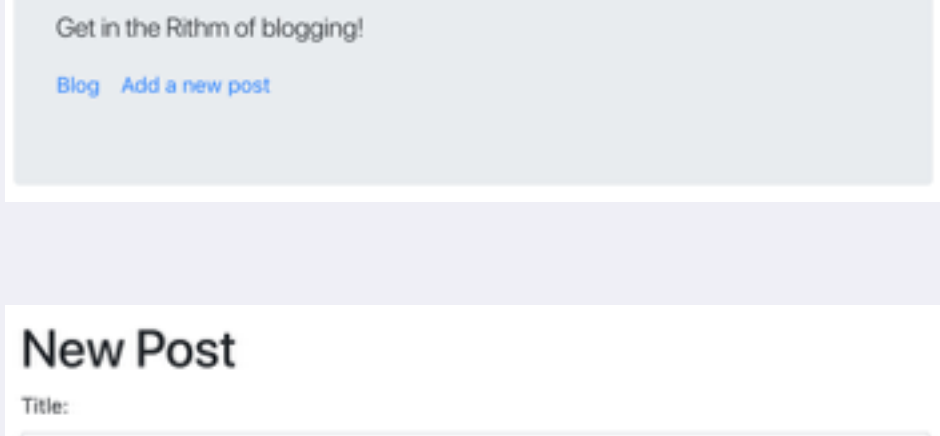 Get in the Rithm of blogging!
Blog Add a new post
New Post
Title: